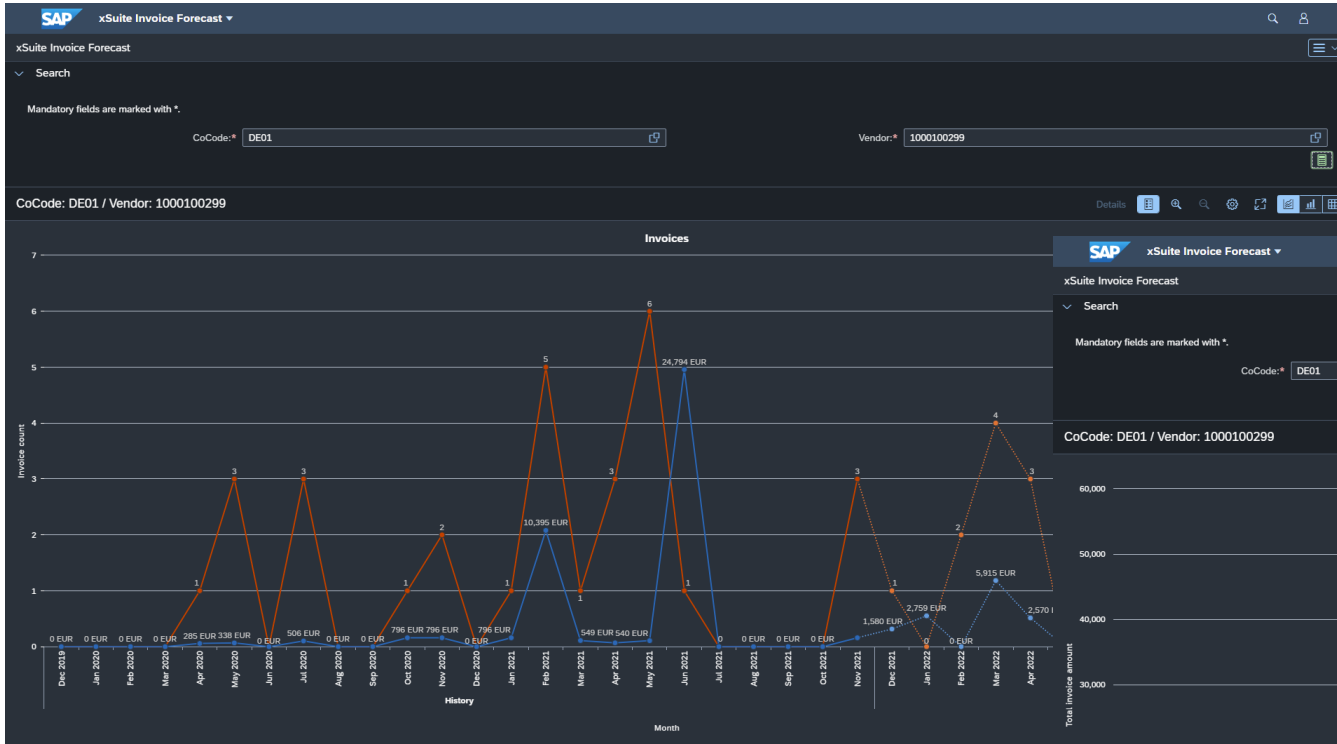 SAP xSuite Invoice Forecast
xSuite Invoice Forecast
Search
Mandatory fields are marked with *.
CoCode:* DE01 Vendor:* 1000100299
CoCode: DE01 / Vendor: 1000100299 Details
Invoices
Invoice count
7
6
5
4
3
2
1
0
0 EUR 0 EUR 0 EUR 0 EUR 285 EUR 338 EUR 0 EUR 506 EUR 0 EUR 0 EUR 796 EUR 796 EUR 0 EUR 796 EUR 10,395 EUR 549 EUR 540 EUR 24,794 EUR 0 EUR 0 EUR 0 EUR 1,580 EUR 2,759 EUR 0 EUR 5,915 EUR 2,570
1 3 3 1 2 1 5 1 3 6 1 0 3 1 0 2 4 3
Dec 2019 Jan 2020 Feb 2020 Mar 2020 Apr 2020 May 2020 Jun 2020 Jul 2020 Aug 2020 Sep 2020 Oct 2020 Nov 2020 Dec 2020 Jan 2021 Feb 2021 Mar 2021 Apr 2021 May 2021 Jun 2021 Jul 2021 Aug 2021 Sep 2021 Oct 2021 Nov 2021 Dec 2021 Jan 2022 Feb 2022 Mar 2022 Apr 2022
History
Month
SAP xSuite Invoice Forecast
xSuite Invoice Forecast
Search
Mandatory fields are marked with *.
CoCode:* DE01
CoCode: DE01 / Vendor: 1000100299
60,000
50,000
40,000
30,000
Total invoice amount